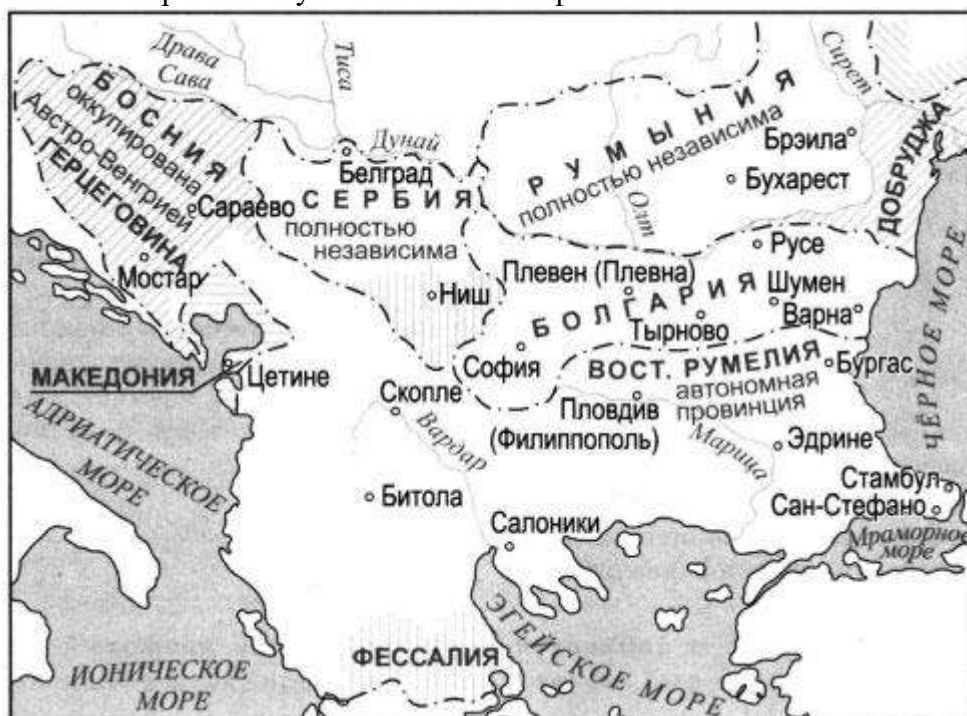 Драва
Сава
Тиса
Сирет
БОСНИЯ
оккупирована
Австро-Венгрией
ГЕРЦЕГОВИНА
Дунай
Белград
Сараево
СЕРБИЯ
полностью
независима
РУМЫНИЯ
полностью независима
Брэила
Бухарест
Олт
ДОБРУДЖА
Русе
Мостар
Ниш
Плевен (Плевна)
Шумен
БОЛГАРИЯ
Варна
Тырново
София
ВОСТ. РУМЕЛИЯ
автономная
провинция
Бургас
ЧЁРНОЕ МОРЕ
МАКЕДОНИЯ
Цетине
Скопле
Пловдив
(Филиппополь)
Вардар
Марица
Эдрине
АДРИАТИЧЕСКОЕ
МОРЕ
Битола
Стамбул
Сан-Стефано
Салоники
Мраморное
море
ЭГЕЙСКОЕ МОРЕ
ФЕССАЛИЯ
ИОНИЧЕСКОЕ
МОРЕ